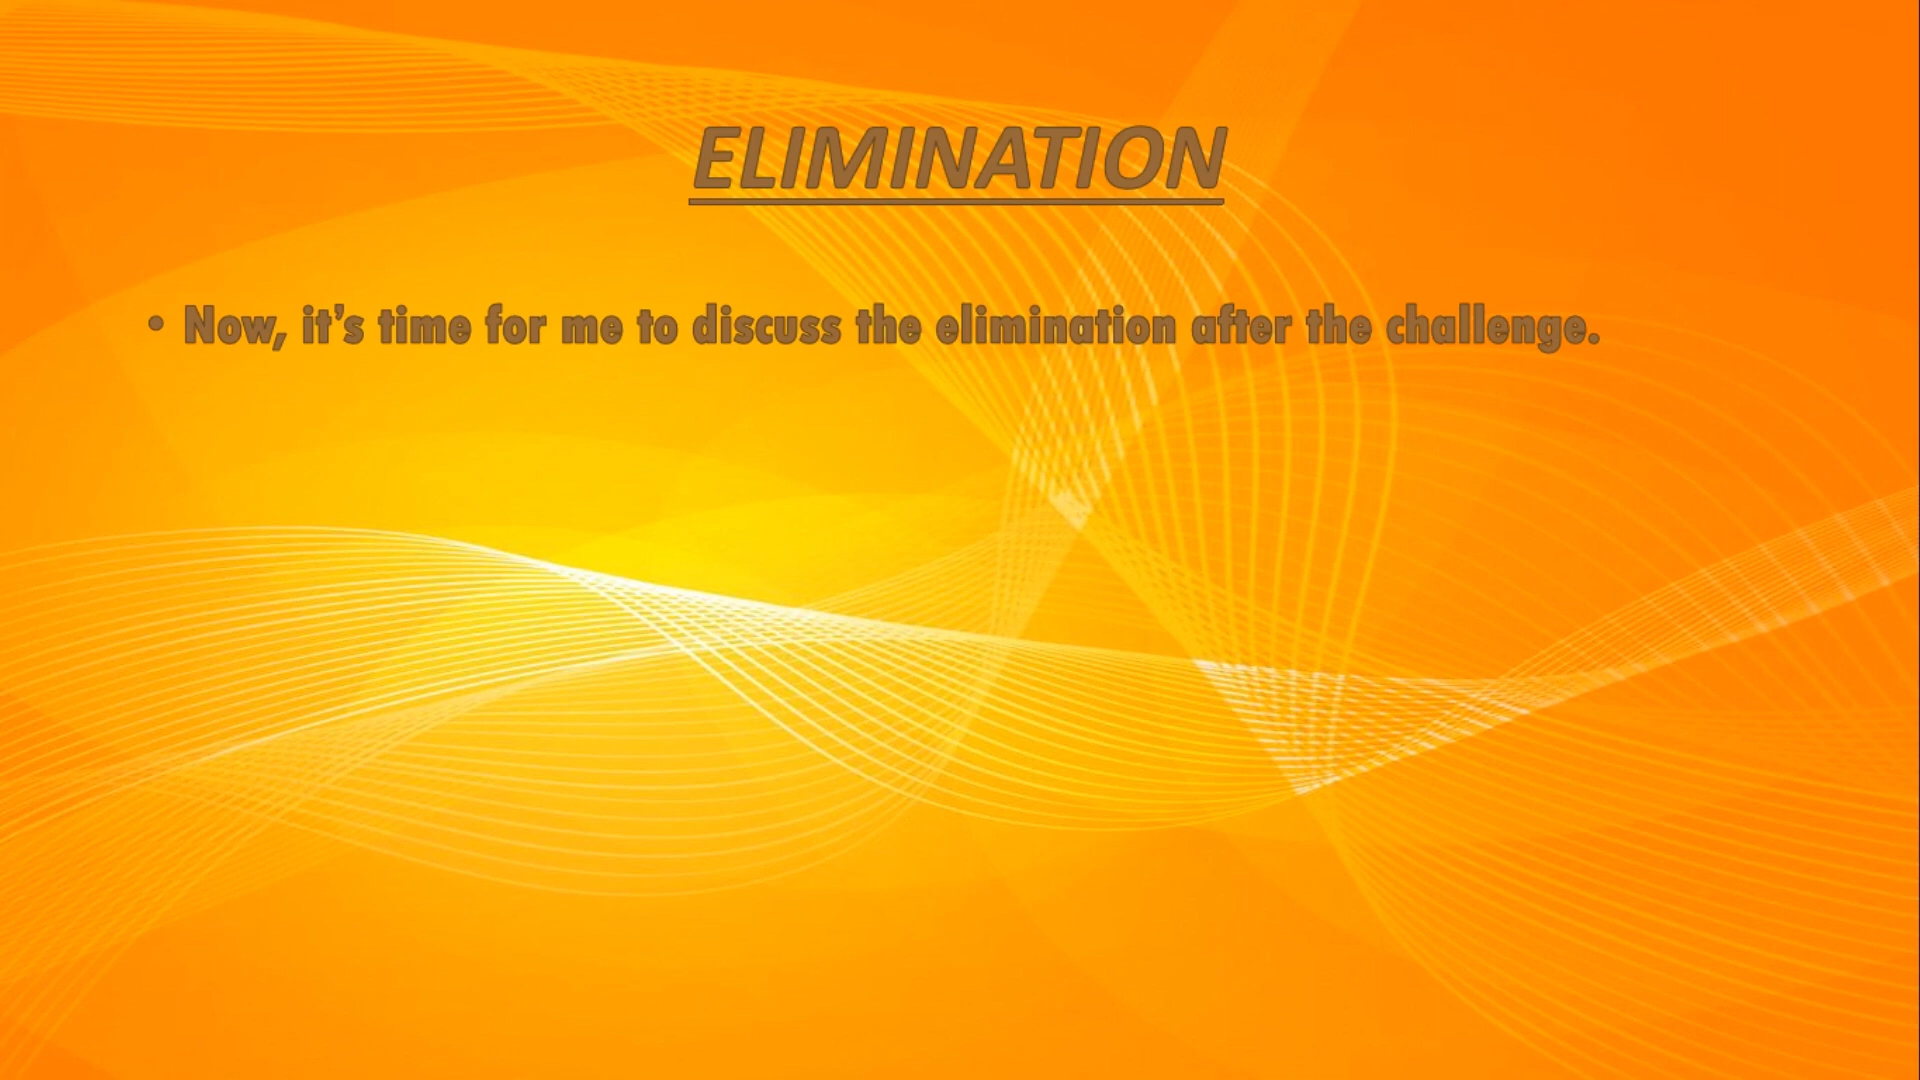 ELIMINATION
• Now, it’s time for me to discuss the elimination after the challenge.